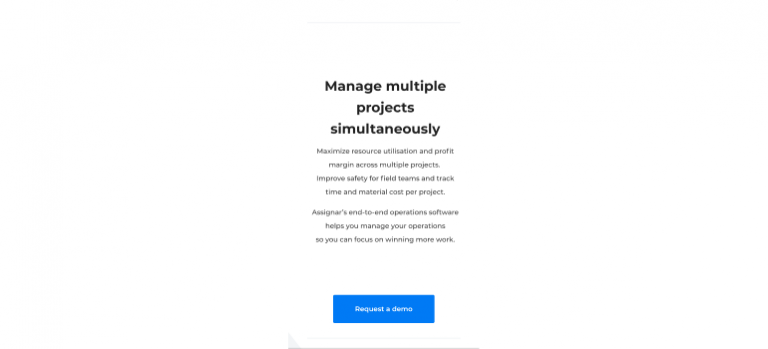 Manage multiple
projects
simultaneously
Maximize resource utilisation and profit
margin across multiple projects.
Improve safety for field teams and track
time and material cost per project.
Assignar's end-to-end operations software
helps you manage your operations
so you can focus on winning more work.
Request a demo